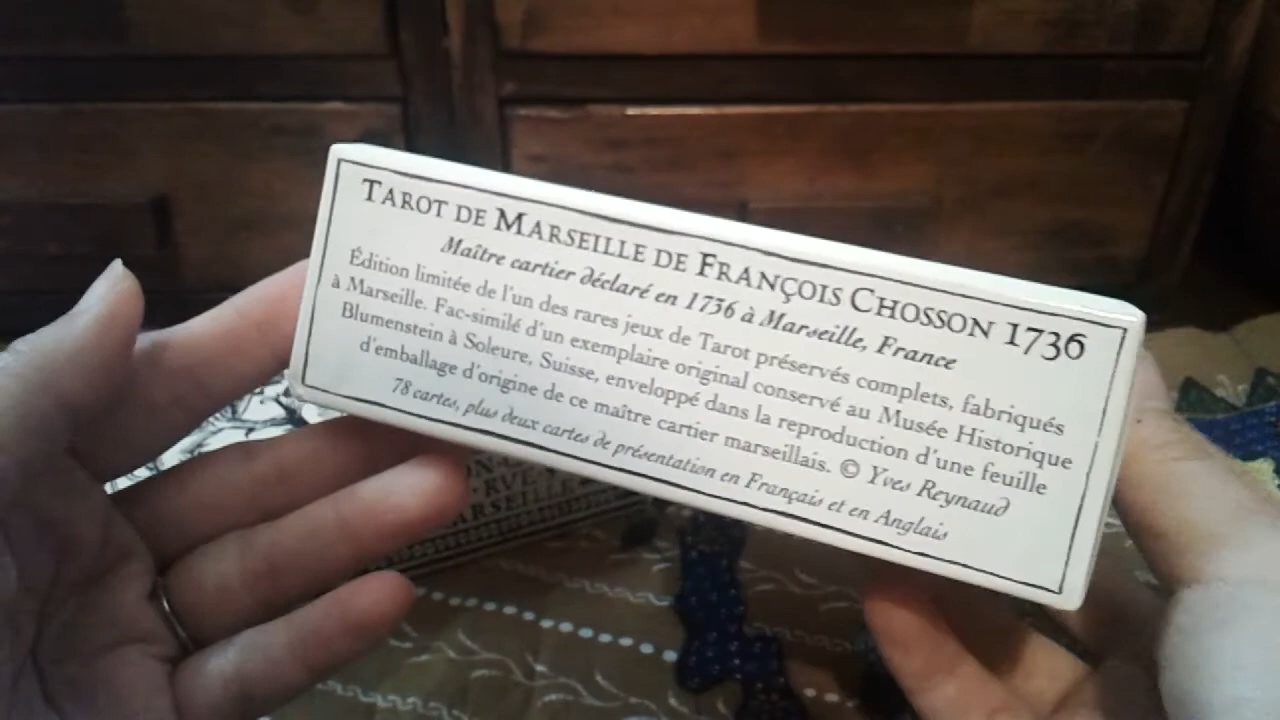 TAROT DE MARSEILLE DE FRANÇOIS CHOSSON 1736
Maître cartier déclaré en 1736 à Marseille, France
Édition limitée de l'un des rares jeux de Tarot préservés complets, fabriqués
à Marseille. Fac-similé d'un exemplaire original conservé au Musée Historique
Blumenstein à Soleure, Suisse, enveloppé dans la reproduction d'une feuille
d'emballage d'origine de ce maître cartier marseillais. © Yves Reynaud
78 cartes, plus deux cartes de présentation en Français et en Anglais